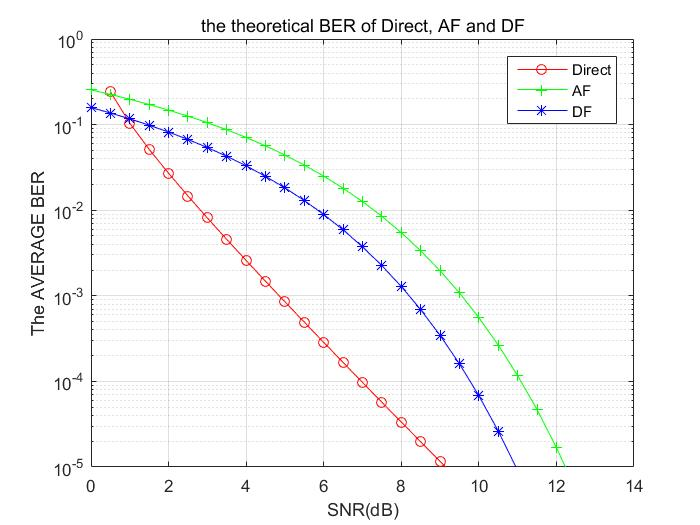 the theoretical BER of Direct, AF and DF
10^0
Direct
AF
DF
10^-1
10^-2
10^-3
10^-4
10^-5
The AVERAGE BER
0 2 4 6 8 10 12 14
SNR(dB)